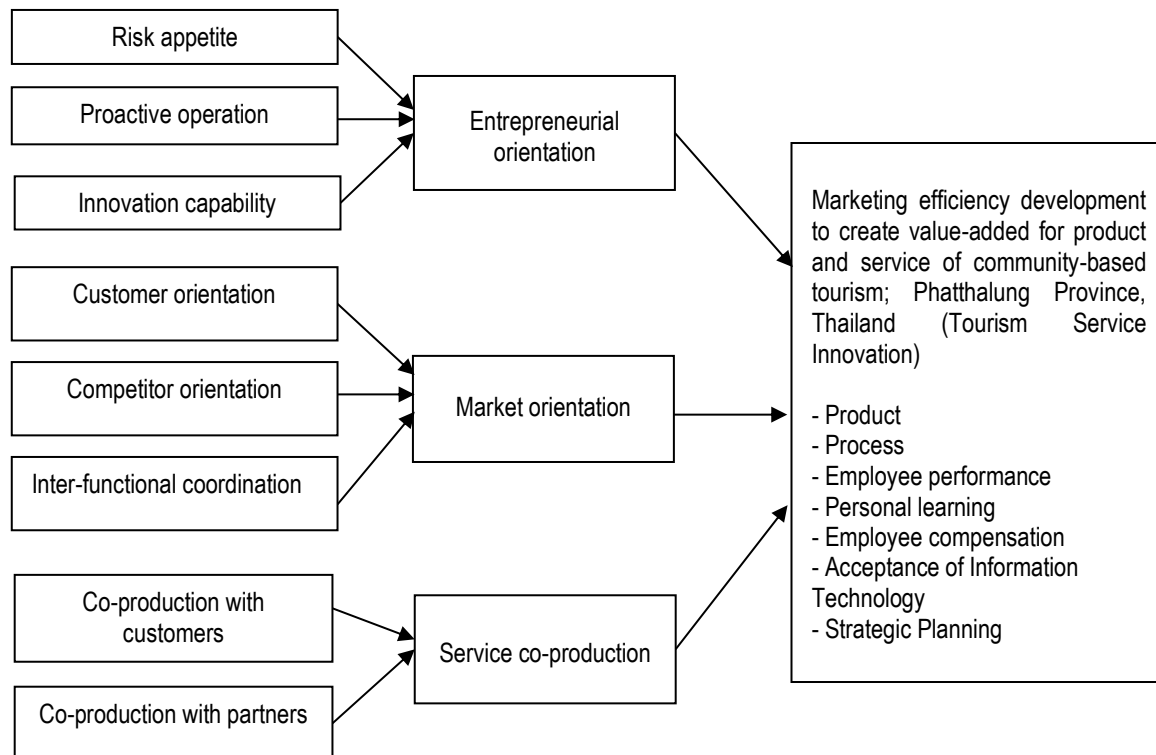 Risk appetite
Proactive operation
Innovation capability
Entrepreneurial
orientation
Customer orientation
Competitor orientation
Inter-functional coordination
Market orientation
Co-production with
customers
Co-production with partners
Service co-production
Marketing efficiency development
to create value-added for product
and service of community-based
tourism; Phatthalung Province,
Thailand (Tourism Service
Innovation)
- Product
- Process
- Employee performance
- Personal learning
- Employee compensation
- Acceptance of Information
Technology
- Strategic Planning